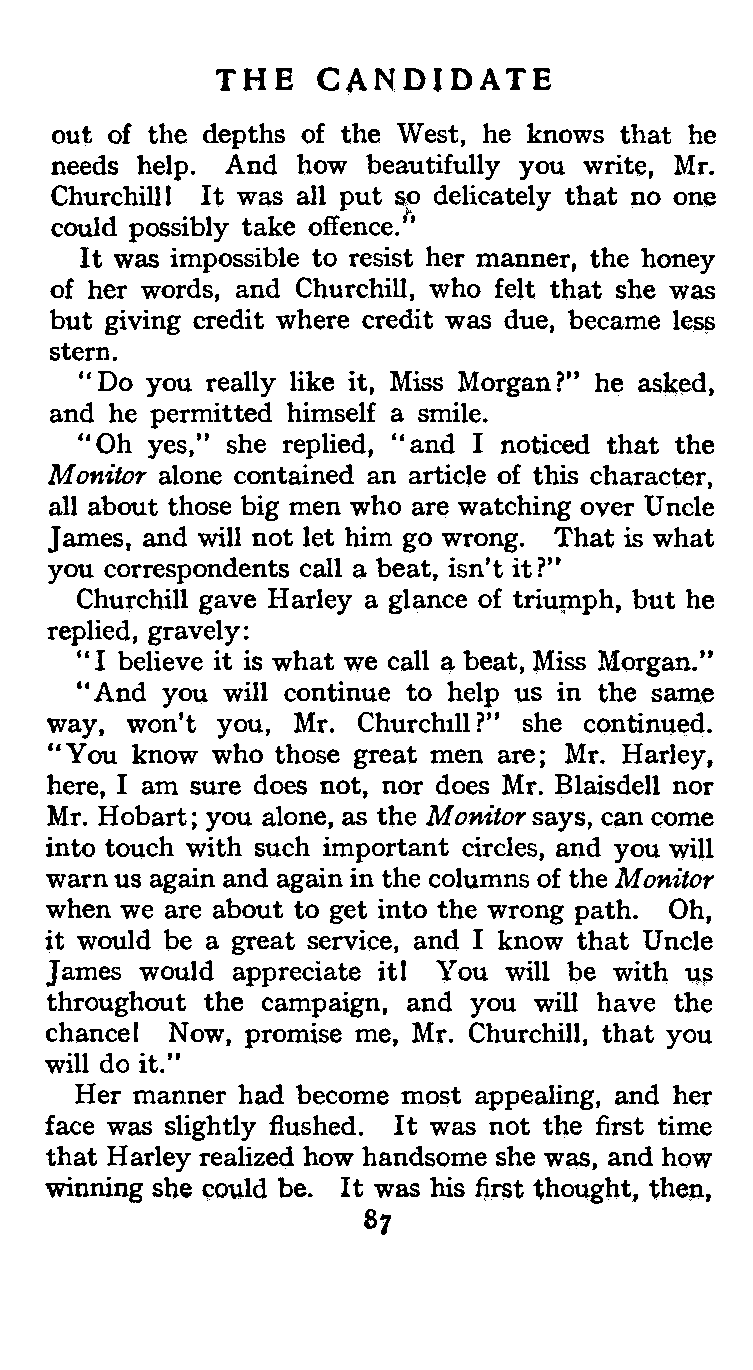 THE CANDIDATE
out of the depths of the West, he knows that he
needs help. And how beautifully you write, Mr.
Churchill! It was all put so delicately that no one
could possibly take offence."
It was impossible to resist her manner, the honey
of her words, and Churchill, who felt that she was
but giving credit where credit was due, became less
stern.
"Do you really like it, Miss Morgan?" he asked,
and he permitted himself a smile.
"Oh yes," she replied, "and I noticed that the
Monitor alone contained an article of this character,
all about those big men who are watching over Uncle
James, and will not let him go wrong. That is what
you correspondents call a beat, isn't it?"
Churchill gave Harley a glance of triumph, but he
replied, gravely:
"I believe it is what we call a beat, Miss Morgan."
"And you will continue to help us in the same
way, won't you, Mr. Churchill?" she continued.
"You know who those great men are; Mr. Harley,
here, I am sure does not, nor does Mr. Blaisdell nor
Mr. Hobart; you alone, as the Monitor says, can come
into touch with such important circles, and you will
warn us again and again in the columns of the Monitor
when we are about to get into the wrong path. Oh,
it would be a great service, and I know that Uncle
James would appreciate it! You will be with us
throughout the campaign, and you will have the
chance! Now, promise me, Mr. Churchill, that you
will do it."
Her manner had become most appealing, and her
face was slightly flushed. It was not the first time
that Harley realized how handsome she was, and how
winning she could be. It was his first thought, then,
87